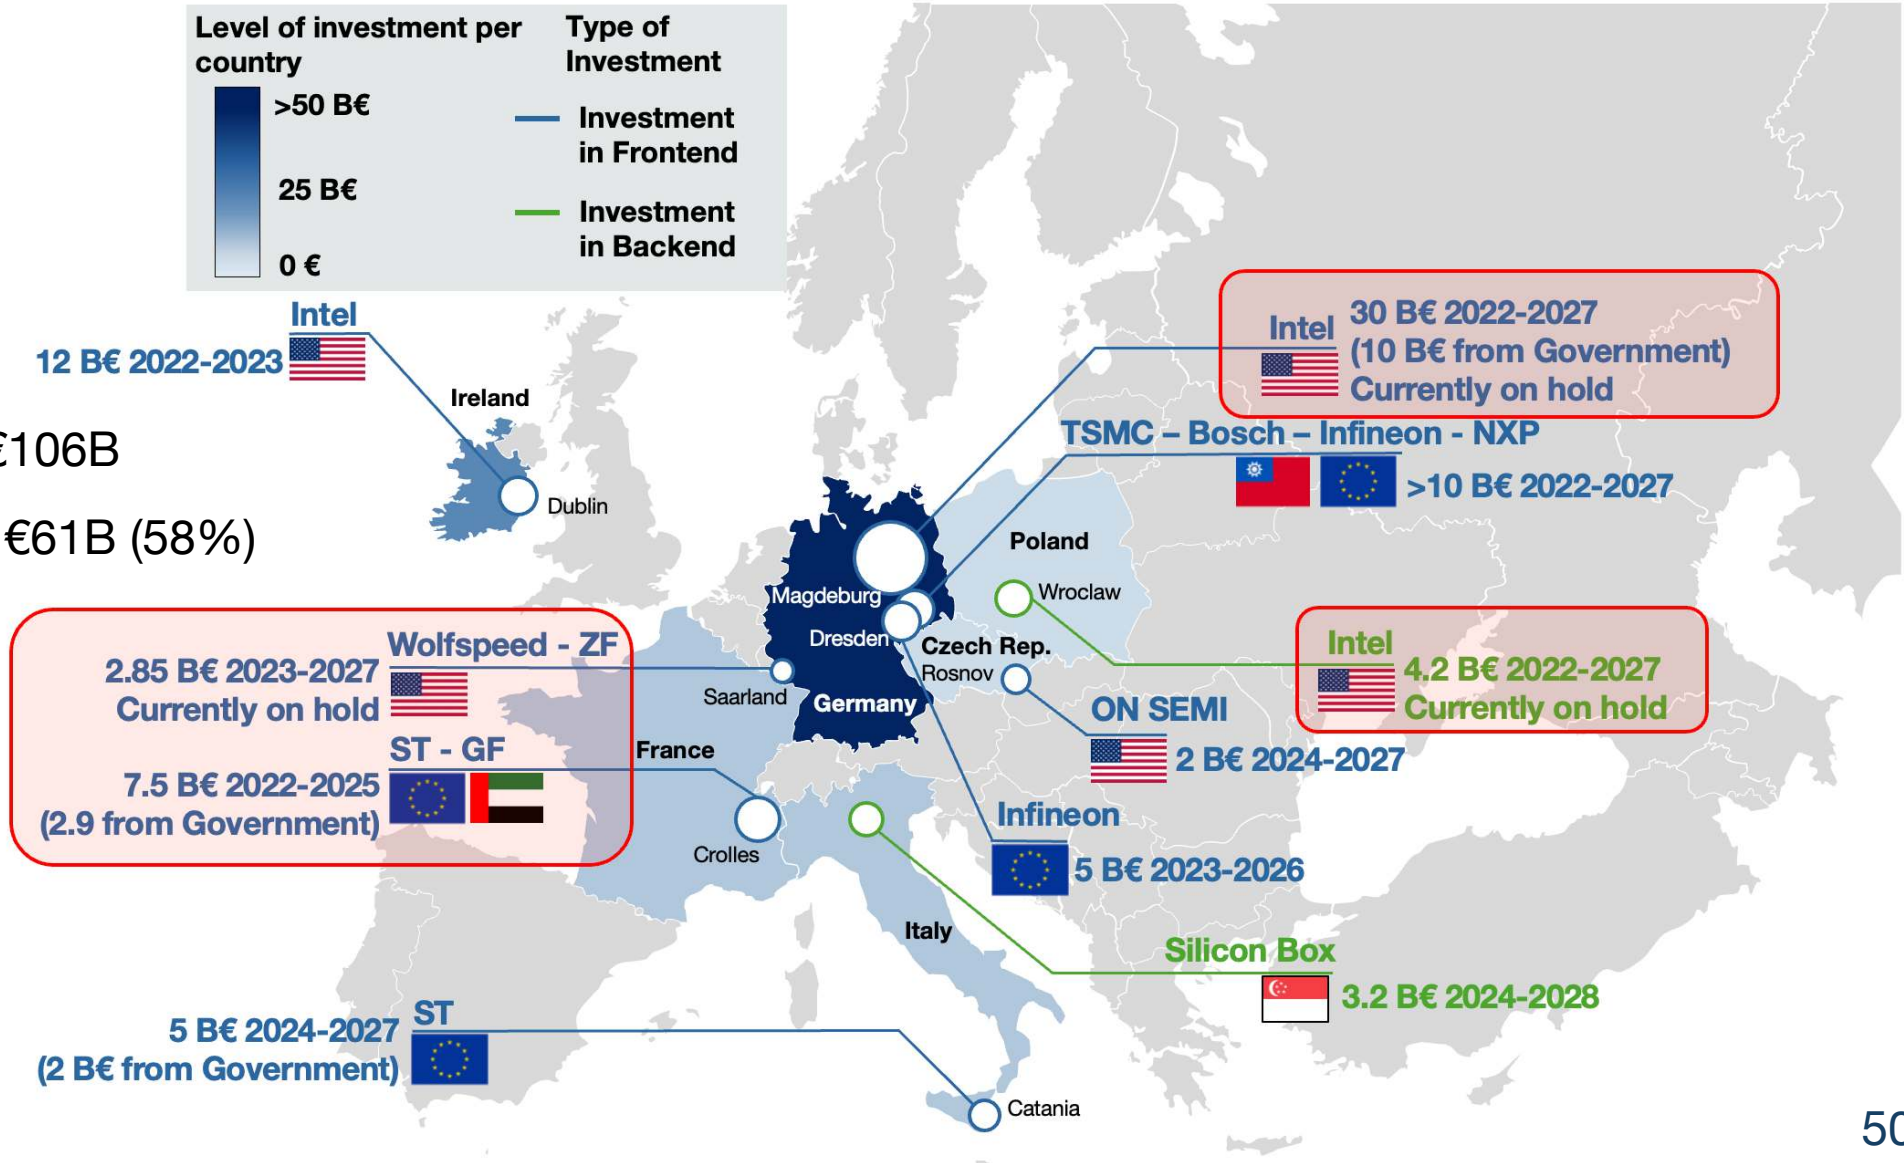 Level of investment per
country
>50 B€
25 B€
0 €
Type of
Investment
Investment
in Frontend
Investment
in Backend
Intel
12 B€ 2022-2023
Ireland
Dublin
€106B
€61B (58%)
Intel
30 B€ 2022-2027
(10 B€ from Government)
Currently on hold
TSMC – Bosch – Infineon - NXP
>10 B€ 2022-2027
Poland
Wroclaw
Magdeburg
Dresden
Czech Rep.
Rosnov
Saarland
Germany
Wolfspeed - ZF
2.85 B€ 2023-2027
Currently on hold
ST - GF
7.5 B€ 2022-2025
(2.9 from Government)
France
Crolles
Intel
4.2 B€ 2022-2027
Currently on hold
ON SEMI
2 B€ 2024-2027
Infineon
5 B€ 2023-2026
Italy
Silicon Box
3.2 B€ 2024-2028
ST
5 B€ 2024-2027
(2 B€ from Government)
Catania
50